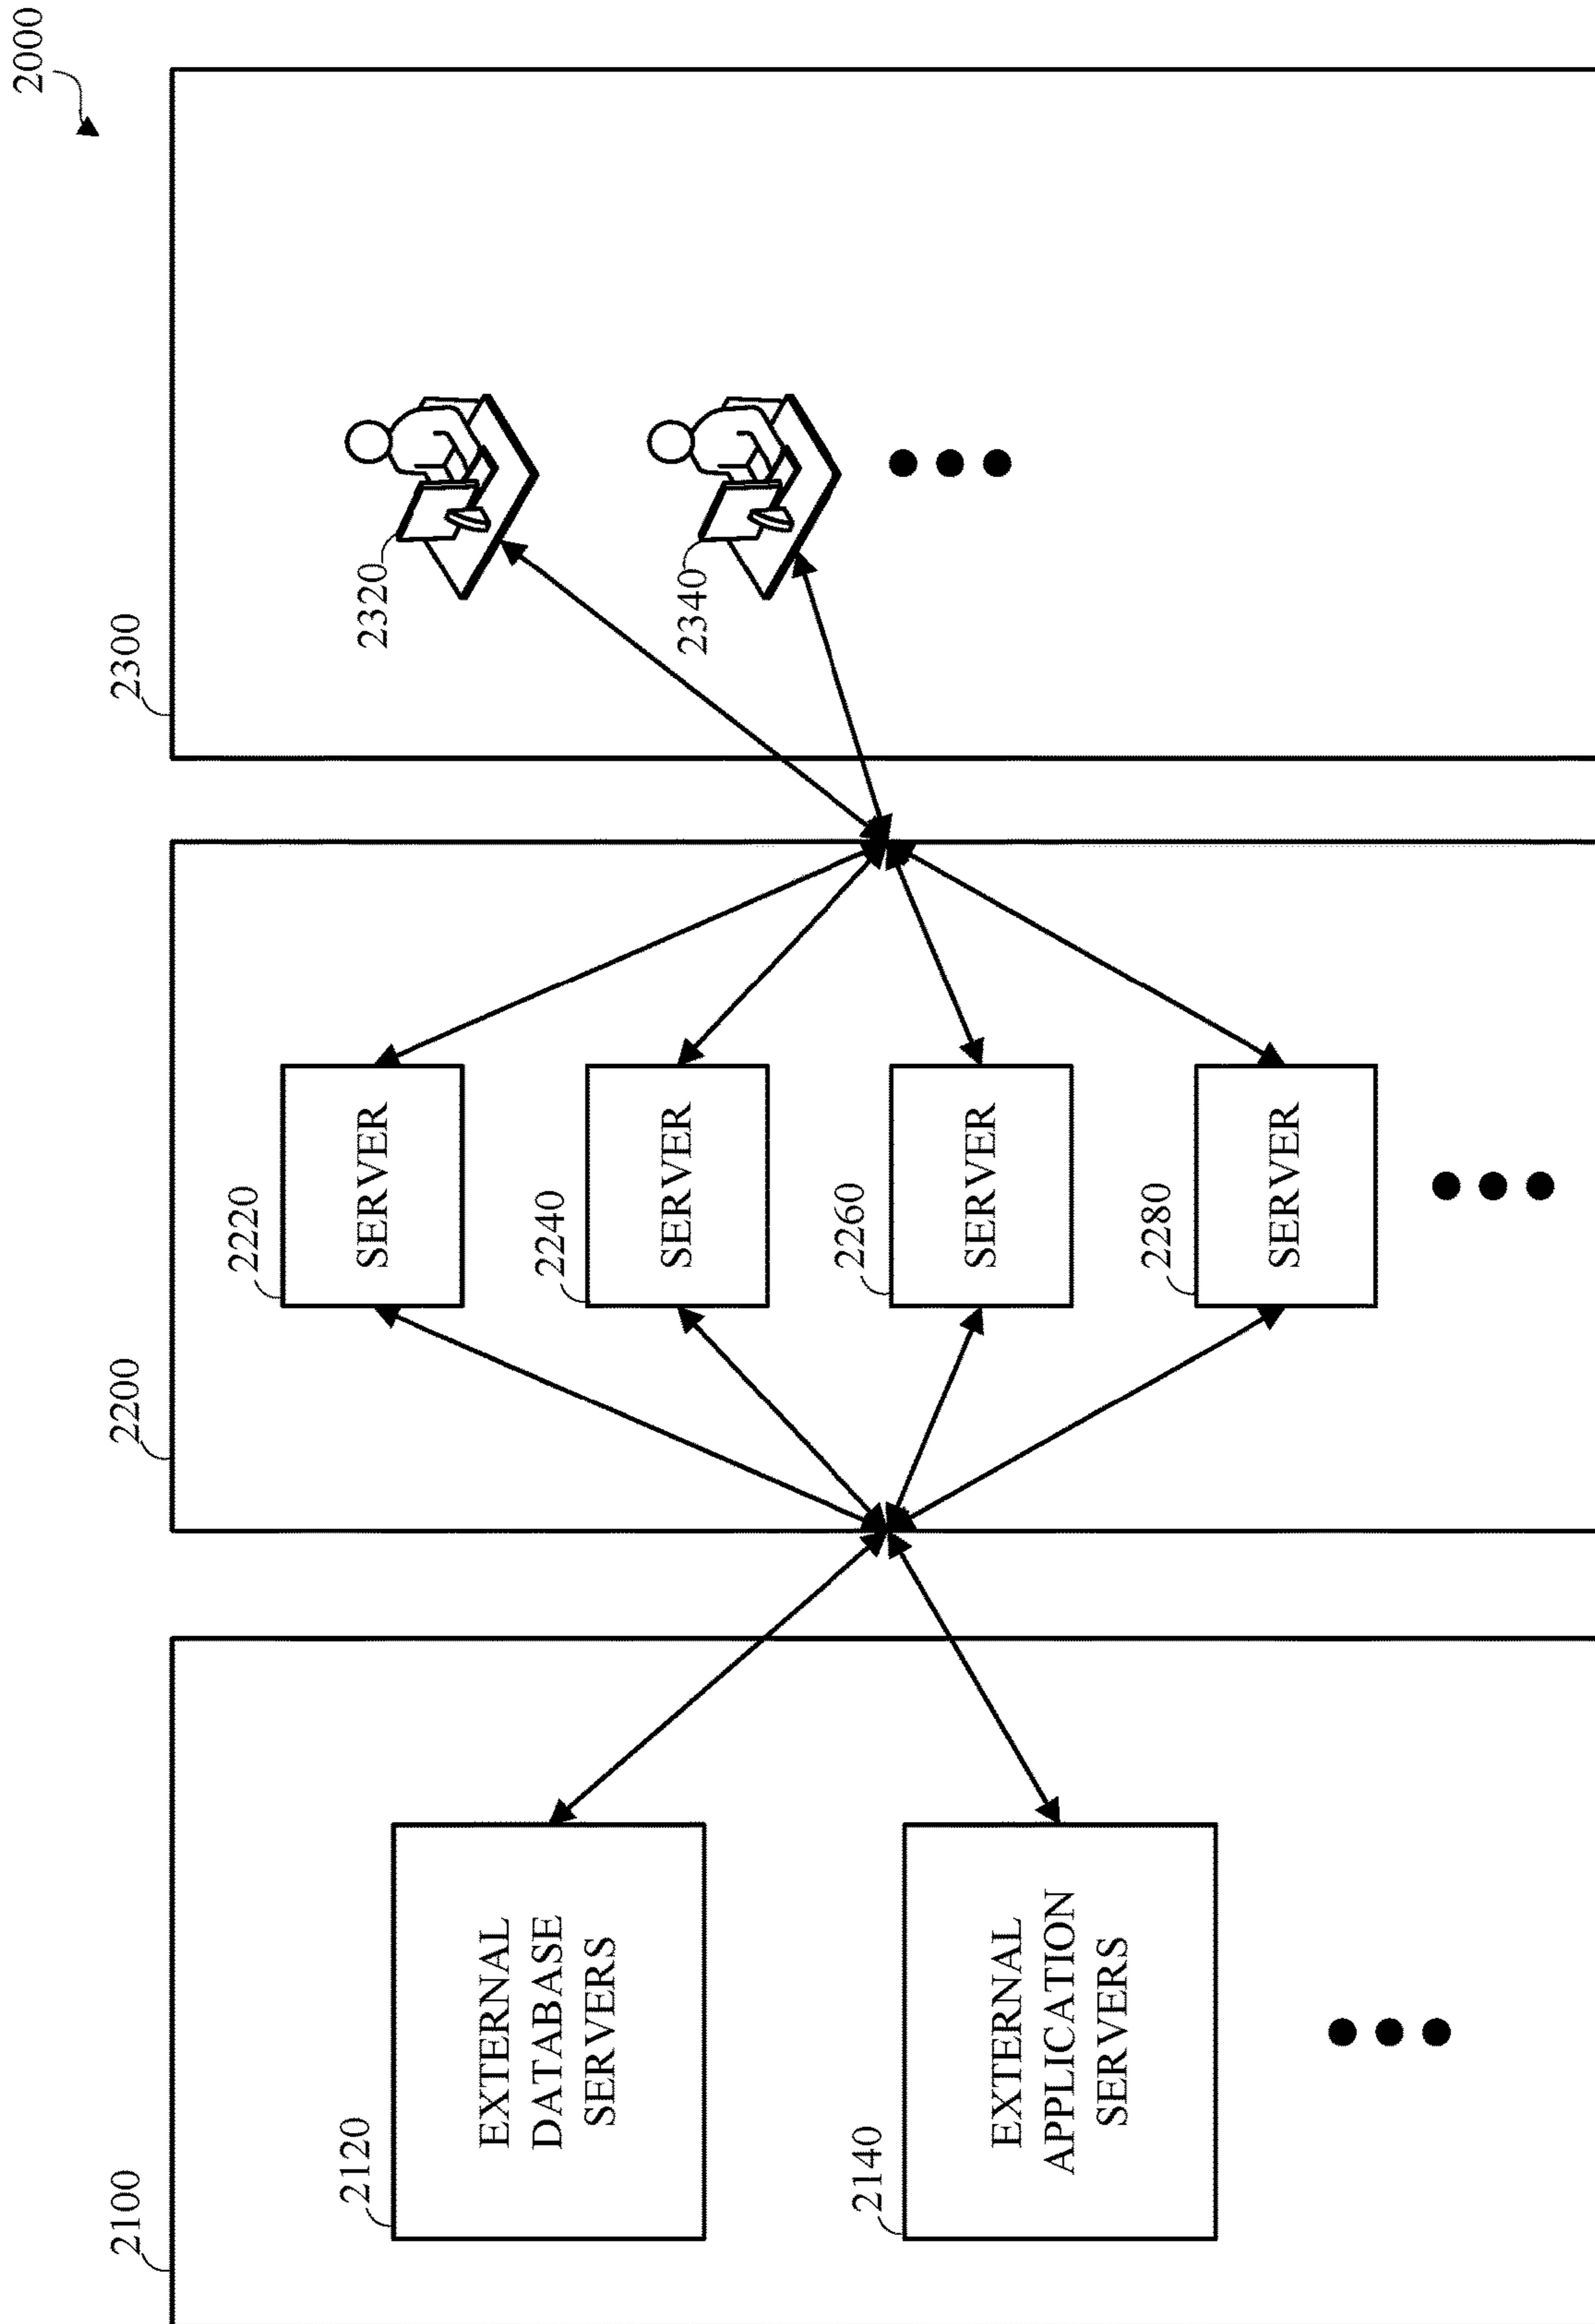 2000
2100
2200
2300
2120
EXTERNAL
DATABASE
SERVERS
2140
EXTERNAL
APPLICATION
SERVERS
2220
SERVER
2240
SERVER
2260
SERVER
2280
SERVER
2320
2340